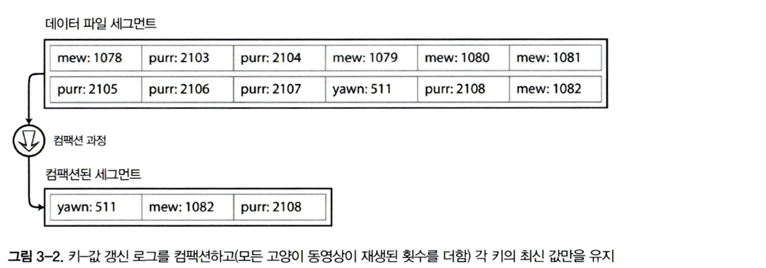 데이터 파일 세그먼트
mew: 1078 purr: 2103 purr: 2104 mew: 1079 mew: 1080 mew: 1081
purr: 2105 purr: 2106 purr: 2107 yawn: 511 purr: 2108 mew: 1082
컴팩션 과정
컴팩션된 세그먼트
yawn: 511 mew: 1082 purr: 2108
그림 3-2. 키-값 갱신 로그를 컴팩션하고(모든 고양이 동영상이 재생된 횟수를 더함) 각 키의 최신 값만을 유지